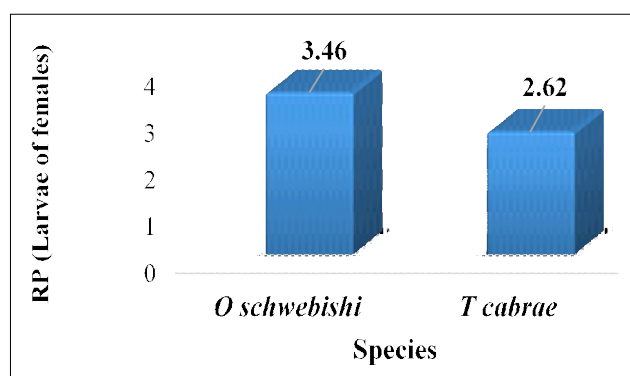 3.46
2.62
4
3
2
1
0
RP (Larvae of females)
O schwebishi
T cabrae
Species